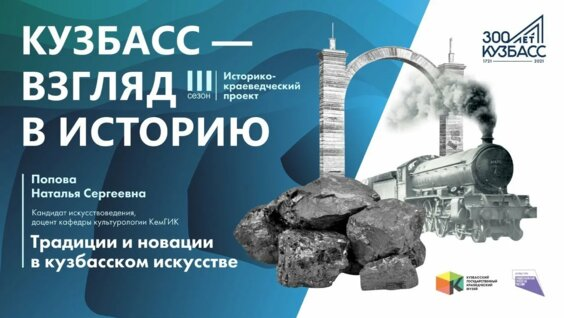 КУЗБАСС —
ВЗГЛЯД
В ИСТОРИЮ
III
сезон
Историко-
краеведческий
проект
300 ЛЕТ
КУЗБАСС
1721 2021
Попова
Наталья Сергеевна
Кандидат искусствоведения,
доцент кафедры культурологии КемГИК
Традиции и новации
в кузбасском искусстве
КУЗБАССКИЙ
ГОСУДАРСТВЕННЫЙ
КРАЕВЕДЧЕСКИЙ
МУЗЕЙ